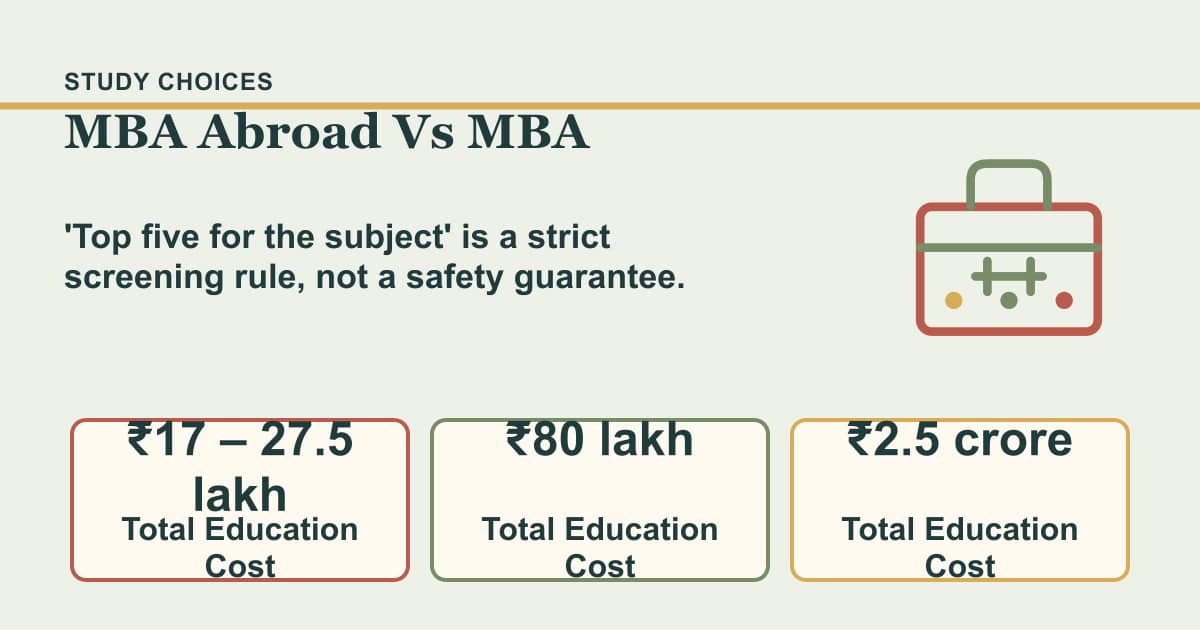 STUDY CHOICES
MBA Abroad Vs MBA
'Top five for the subject' is a strict
screening rule, not a safety guarantee.
₹17 – 27.5
lakh
Total Education
Cost
₹80 lakh
Total Education
Cost
₹2.5 crore
Total Education
Cost